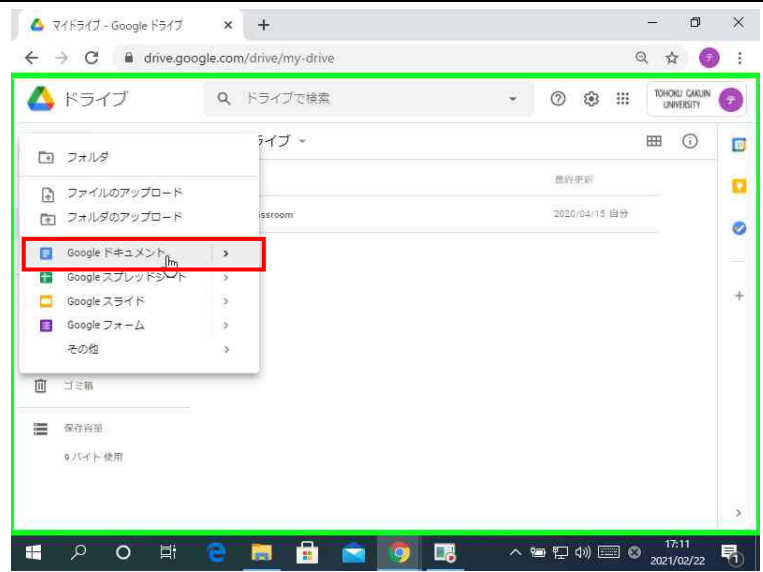 マイドライブ - Google ドライブ
drive.google.com/drive/my-drive
テ
ドライブ
ドライブで検索
TOHOKU GAKUIN
UNIVERSITY
テ
ライブ
フォルダ
最終更新
ファイルのアップロード
フォルダのアップロード
ssroom
2020/04/15 自分
Google ドキュメント
Google スプレッドシート
Google スライド
Google フォーム
その他
ゴミ箱
保存容量
9 バイト 使用
17:11
2021/02/22
1